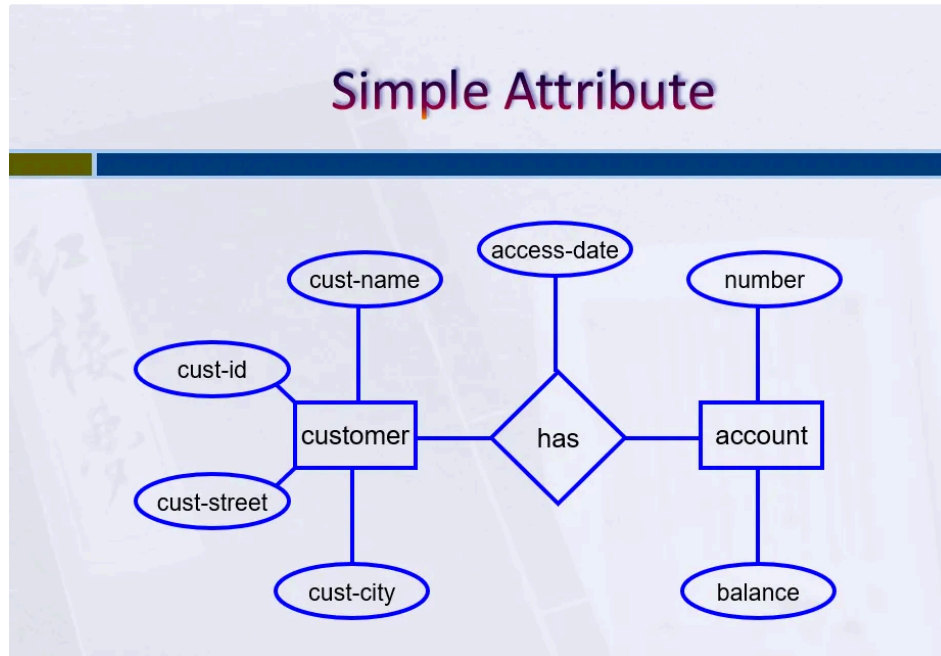 Simple Attribute
access-date
cust-name
number
cust-id
customer
has
account
cust-street
cust-city
balance